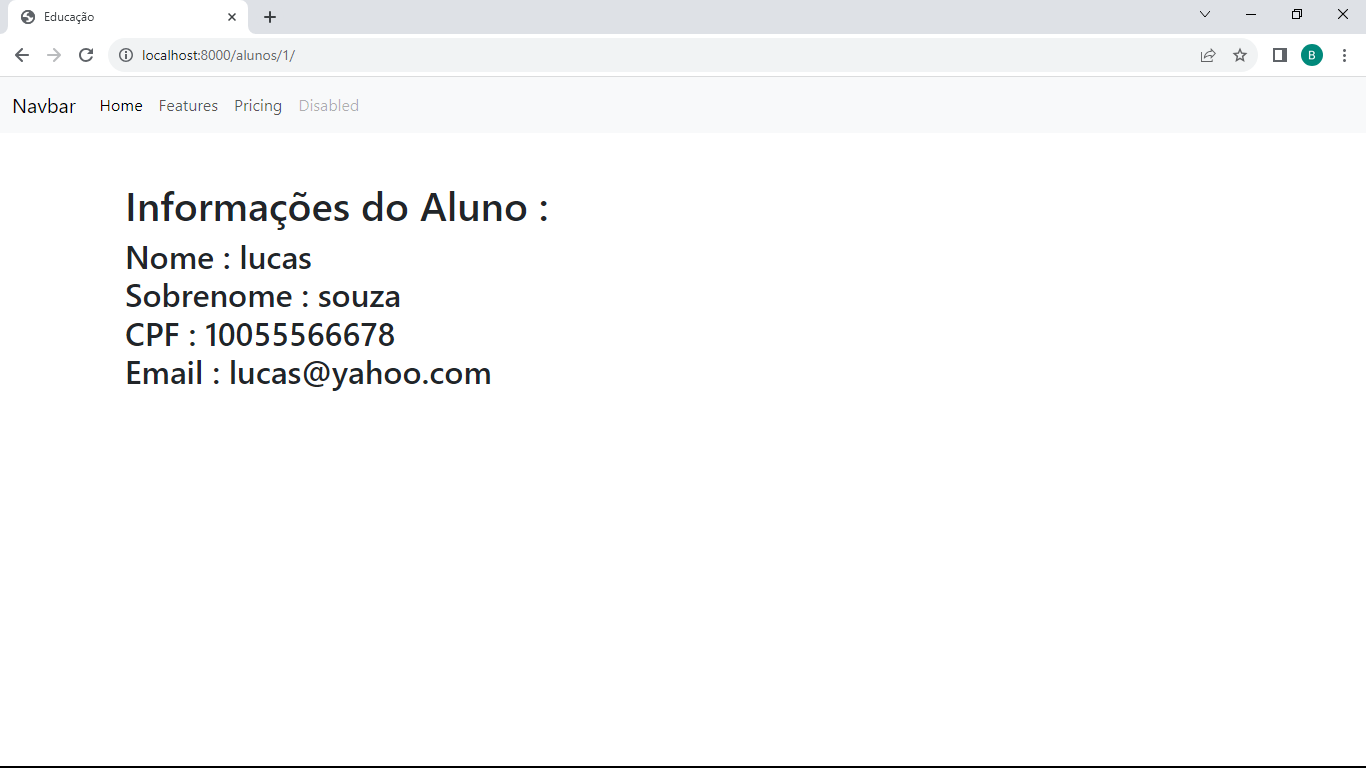 Educação
localhost:8000/alunos/1/
B
Navbar Home Features Pricing Disabled
Informações do Aluno :
Nome : lucas
Sobrenome : souza
CPF : 10055566678
Email : lucas@yahoo.com